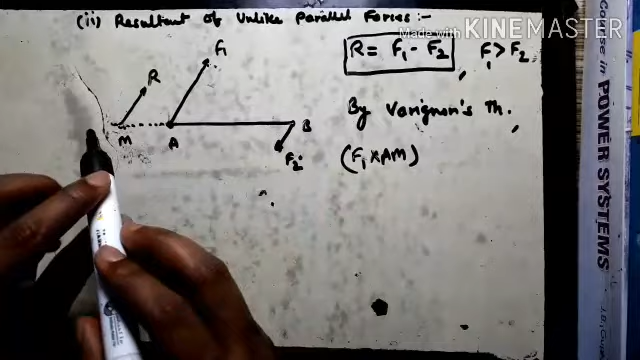 Made with KINEMASTER
(ii) Resultant of Unlike Parallel Forces :-
R = F₁ - F₂ , F₁ > F₂
F₁
R
M A B
F₂
By Varignon's Th. ,
(F₁ X AM)
POWER SYSTEMS